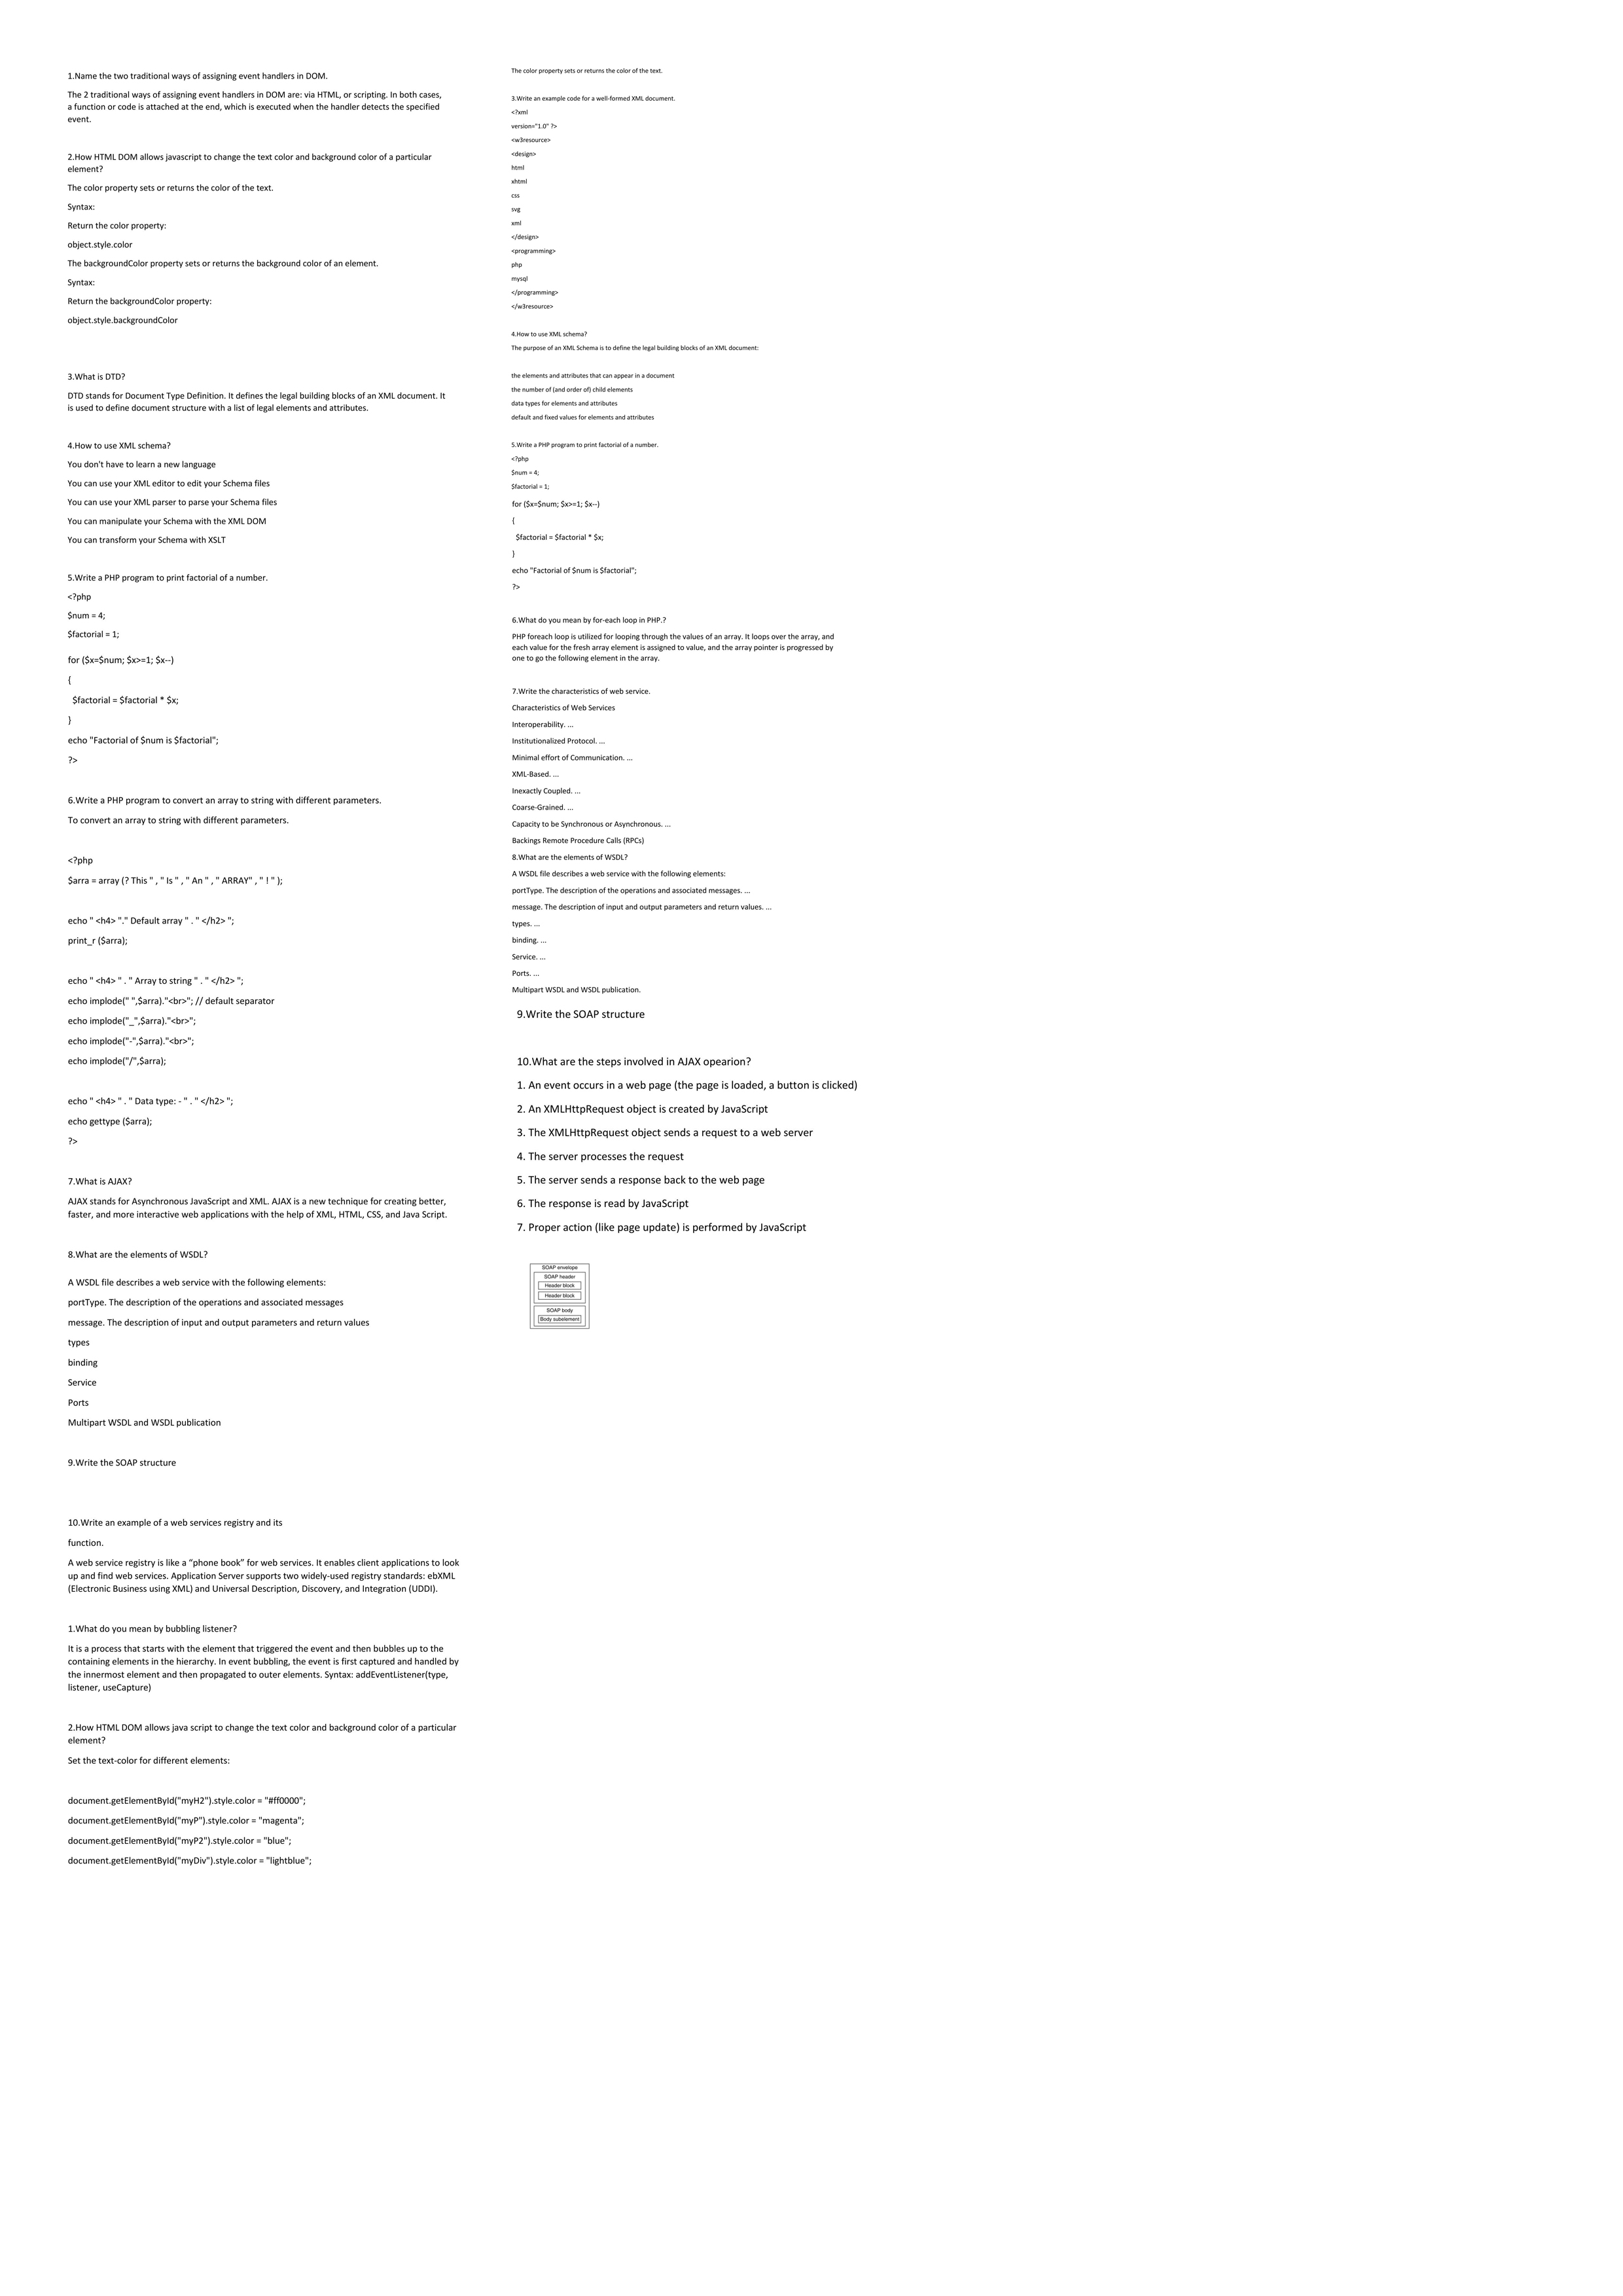 1.Name the two traditional ways of assigning event handlers in DOM.
The 2 traditional ways of assigning event handlers in DOM are: via HTML, or scripting. In both cases,
a function or code is attached at the end, which is executed when the handler detects the specified
event.
2.How HTML DOM allows javascript to change the text color and background color of a particular
element?
The color property sets or returns the color of the text.
Syntax:
Return the color property:
object.style.color
The backgroundColor property sets or returns the background color of an element.
Syntax:
Return the backgroundColor property:
object.style.backgroundColor
3.What is DTD?
DTD stands for Document Type Definition. It defines the legal building blocks of an XML document. It
is used to define document structure with a list of legal elements and attributes.
4.How to use XML schema?
You don't have to learn a new language
You can use your XML editor to edit your Schema files
You can use your XML parser to parse your Schema files
You can manipulate your Schema with the XML DOM
You can transform your Schema with XSLT
5.Write a PHP program to print factorial of a number.
<?php
$num = 4;
$factorial = 1;
for ($x=$num; $x>=1; $x--)
{
$factorial = $factorial * $x;
}
echo "Factorial of $num is $factorial";
?>
6.Write a PHP program to convert an array to string with different parameters.
To convert an array to string with different parameters.
<?php
$arra = array (? This " , " Is " , " An " , " ARRAY" , " ! " );
echo " <h4> "." Default array " . " </h2> ";
print_r ($arra);
echo " <h4> " . " Array to string " . " </h2> ";
echo implode(" ",$arra)."<br>"; // default separator
echo implode("_",$arra)."<br>";
echo implode("-",$arra)."<br>";
echo implode("/",$arra);
echo " <h4> " . " Data type: - " . " </h2> ";
echo gettype ($arra);
?>
7.What is AJAX?
AJAX stands for Asynchronous JavaScript and XML. AJAX is a new technique for creating better,
faster, and more interactive web applications with the help of XML, HTML, CSS, and Java Script.
8.What are the elements of WSDL?
A WSDL file describes a web service with the following elements:
portType. The description of the operations and associated messages
message. The description of input and output parameters and return values
types
binding
Service
Ports
Multipart WSDL and WSDL publication
9.Write the SOAP structure
10.Write an example of a web services registry and its
function.
A web service registry is like a “phone book” for web services. It enables client applications to look
up and find web services. Application Server supports two widely-used registry standards: ebXML
(Electronic Business using XML) and Universal Description, Discovery, and Integration (UDDI).
1.What do you mean by bubbling listener?
It is a process that starts with the element that triggered the event and then bubbles up to the
containing elements in the hierarchy. In event bubbling, the event is first captured and handled by
the innermost element and then propagated to outer elements. Syntax: addEventListener(type,
listener, useCapture)
2.How HTML DOM allows java script to change the text color and background color of a particular
element?
Set the text-color for different elements:
document.getElementById("myH2").style.color = "#ff0000";
document.getElementById("myP").style.color = "magenta";
document.getElementById("myP2").style.color = "blue";
document.getElementById("myDiv").style.color = "lightblue";
The color property sets or returns the color of the text.
3.Write an example code for a well-formed XML document.
<?xml
version="1.0" ?>
<w3resource>
<design>
html
xhtml
css
svg
xml
</design>
<programming>
php
mysql
</programming>
</w3resource>
4.How to use XML schema?
The purpose of an XML Schema is to define the legal building blocks of an XML document:
the elements and attributes that can appear in a document
the number of (and order of) child elements
data types for elements and attributes
default and fixed values for elements and attributes
5.Write a PHP program to print factorial of a number.
<?php
$num = 4;
$factorial = 1;
for ($x=$num; $x>=1; $x--)
{
$factorial = $factorial * $x;
}
echo "Factorial of $num is $factorial";
?>
6.What do you mean by for-each loop in PHP.?
PHP foreach loop is utilized for looping through the values of an array. It loops over the array, and
each value for the fresh array element is assigned to value, and the array pointer is progressed by
one to go the following element in the array.
7.Write the characteristics of web service.
Characteristics of Web Services
Interoperability. ...
Institutionalized Protocol. ...
Minimal effort of Communication. ...
XML-Based. ...
Inexactly Coupled. ...
Coarse-Grained. ...
Capacity to be Synchronous or Asynchronous. ...
Backings Remote Procedure Calls (RPCs)
8.What are the elements of WSDL?
A WSDL file describes a web service with the following elements:
portType. The description of the operations and associated messages. ...
message. The description of input and output parameters and return values. ...
types. ...
binding. ...
Service. ...
Ports. ...
Multipart WSDL and WSDL publication.
9.Write the SOAP structure
10.What are the steps involved in AJAX opearion?
1. An event occurs in a web page (the page is loaded, a button is clicked)
2. An XMLHttpRequest object is created by JavaScript
3. The XMLHttpRequest object sends a request to a web server
4. The server processes the request
5. The server sends a response back to the web page
6. The response is read by JavaScript
7. Proper action (like page update) is performed by JavaScript
SOAP envelope
SOAP header
Header block
Header block
SOAP body
Body subelement